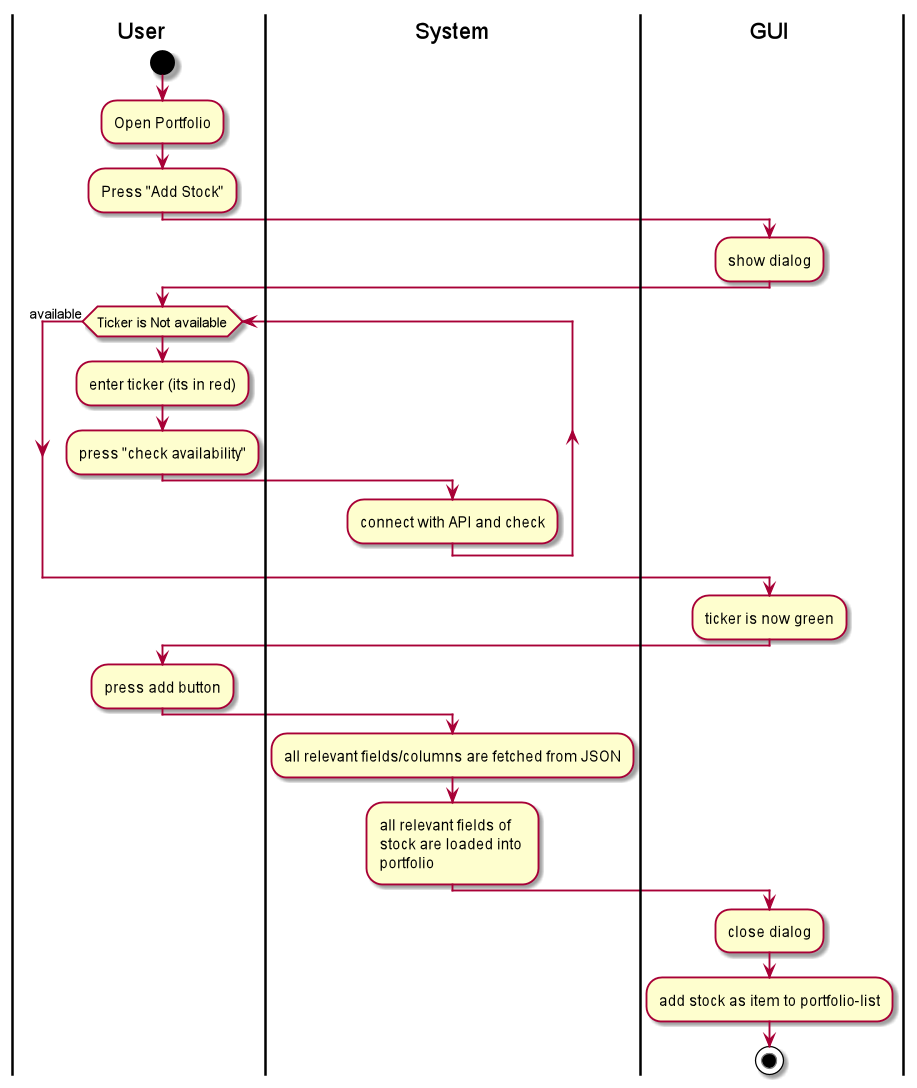 User
System
GUI
Open Portfolio
Press "Add Stock"
show dialog
available
Ticker is Not available
enter ticker (its in red)
press "check availability"
connect with API and check
ticker is now green
press add button
all relevant fields/columns are fetched from JSON
all relevant fields of
stock are loaded into
portfolio
close dialog
add stock as item to portfolio-list